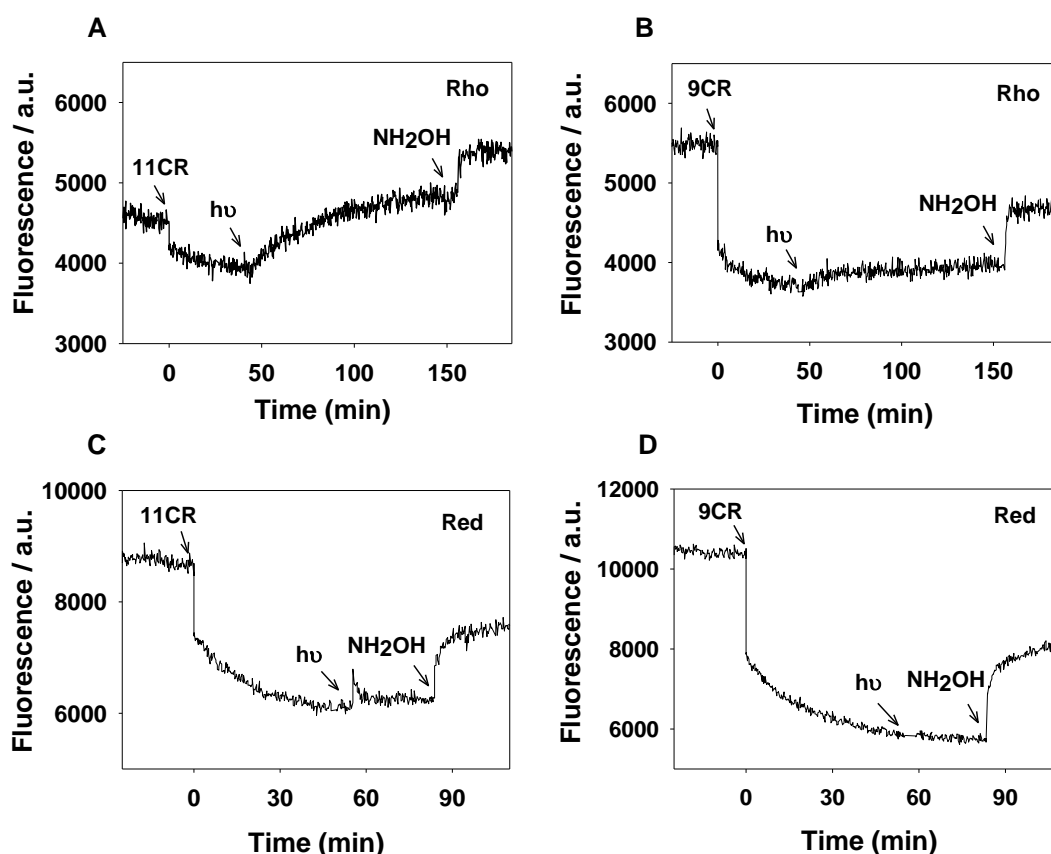 A
Fluorescence / a.u.
6000
5000
4000
3000
Rho
11CR
hυ
NH2OH
0
50
100
150
Time (min)
B
Fluorescence / a.u.
6000
5000
4000
3000
Rho
9CR
hυ
NH2OH
0
50
100
150
Time (min)
C
Fluorescence / a.u.
10000
8000
6000
Red
11CR
hυ
NH2OH
0
30
60
90
Time (min)
D
Fluorescence / a.u.
12000
10000
8000
6000
Red
9CR
hυ
NH2OH
0
30
60
90
Time (min)